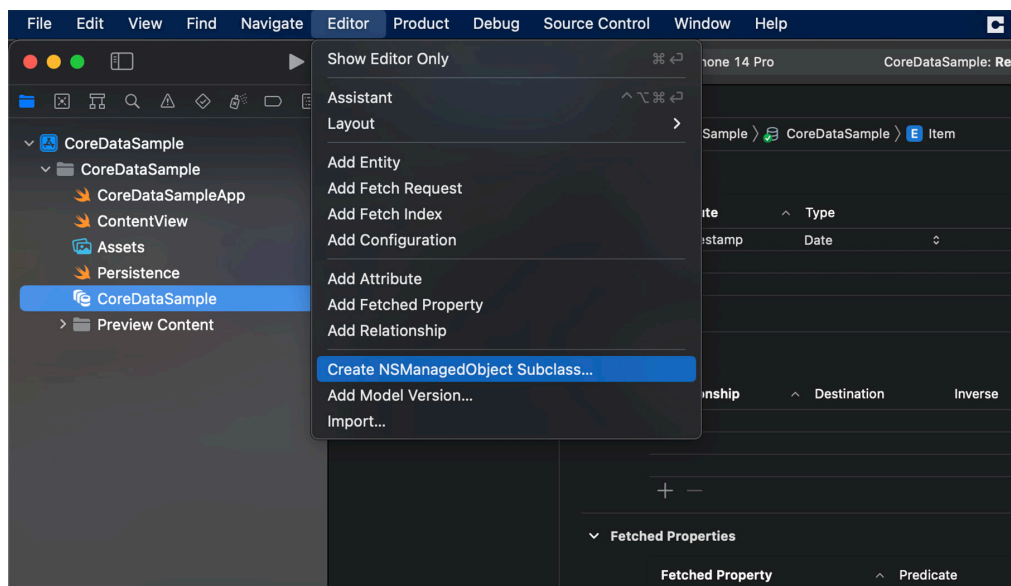 File Edit View Find Navigate Editor Product Debug Source Control Window Help
Show Editor Only ⌘↩
hone 14 Pro
CoreDataSample: Re
Assistant ^⌥⌘↩
Layout
Sample CoreDataSample E Item
CoreDataSample
CoreDataSample
CoreDataSampleApp
ContentView
Assets
Persistence
CoreDataSample
Preview Content
Add Entity
Add Fetch Request
Add Fetch Index
Add Configuration
Add Attribute
Add Fetched Property
Add Relationship
Create NSManagedObject Subclass...
Add Model Version...
Import...
ute Type
estamp Date
onship Destination Inverse
Fetched Properties
Fetched Property Predicate